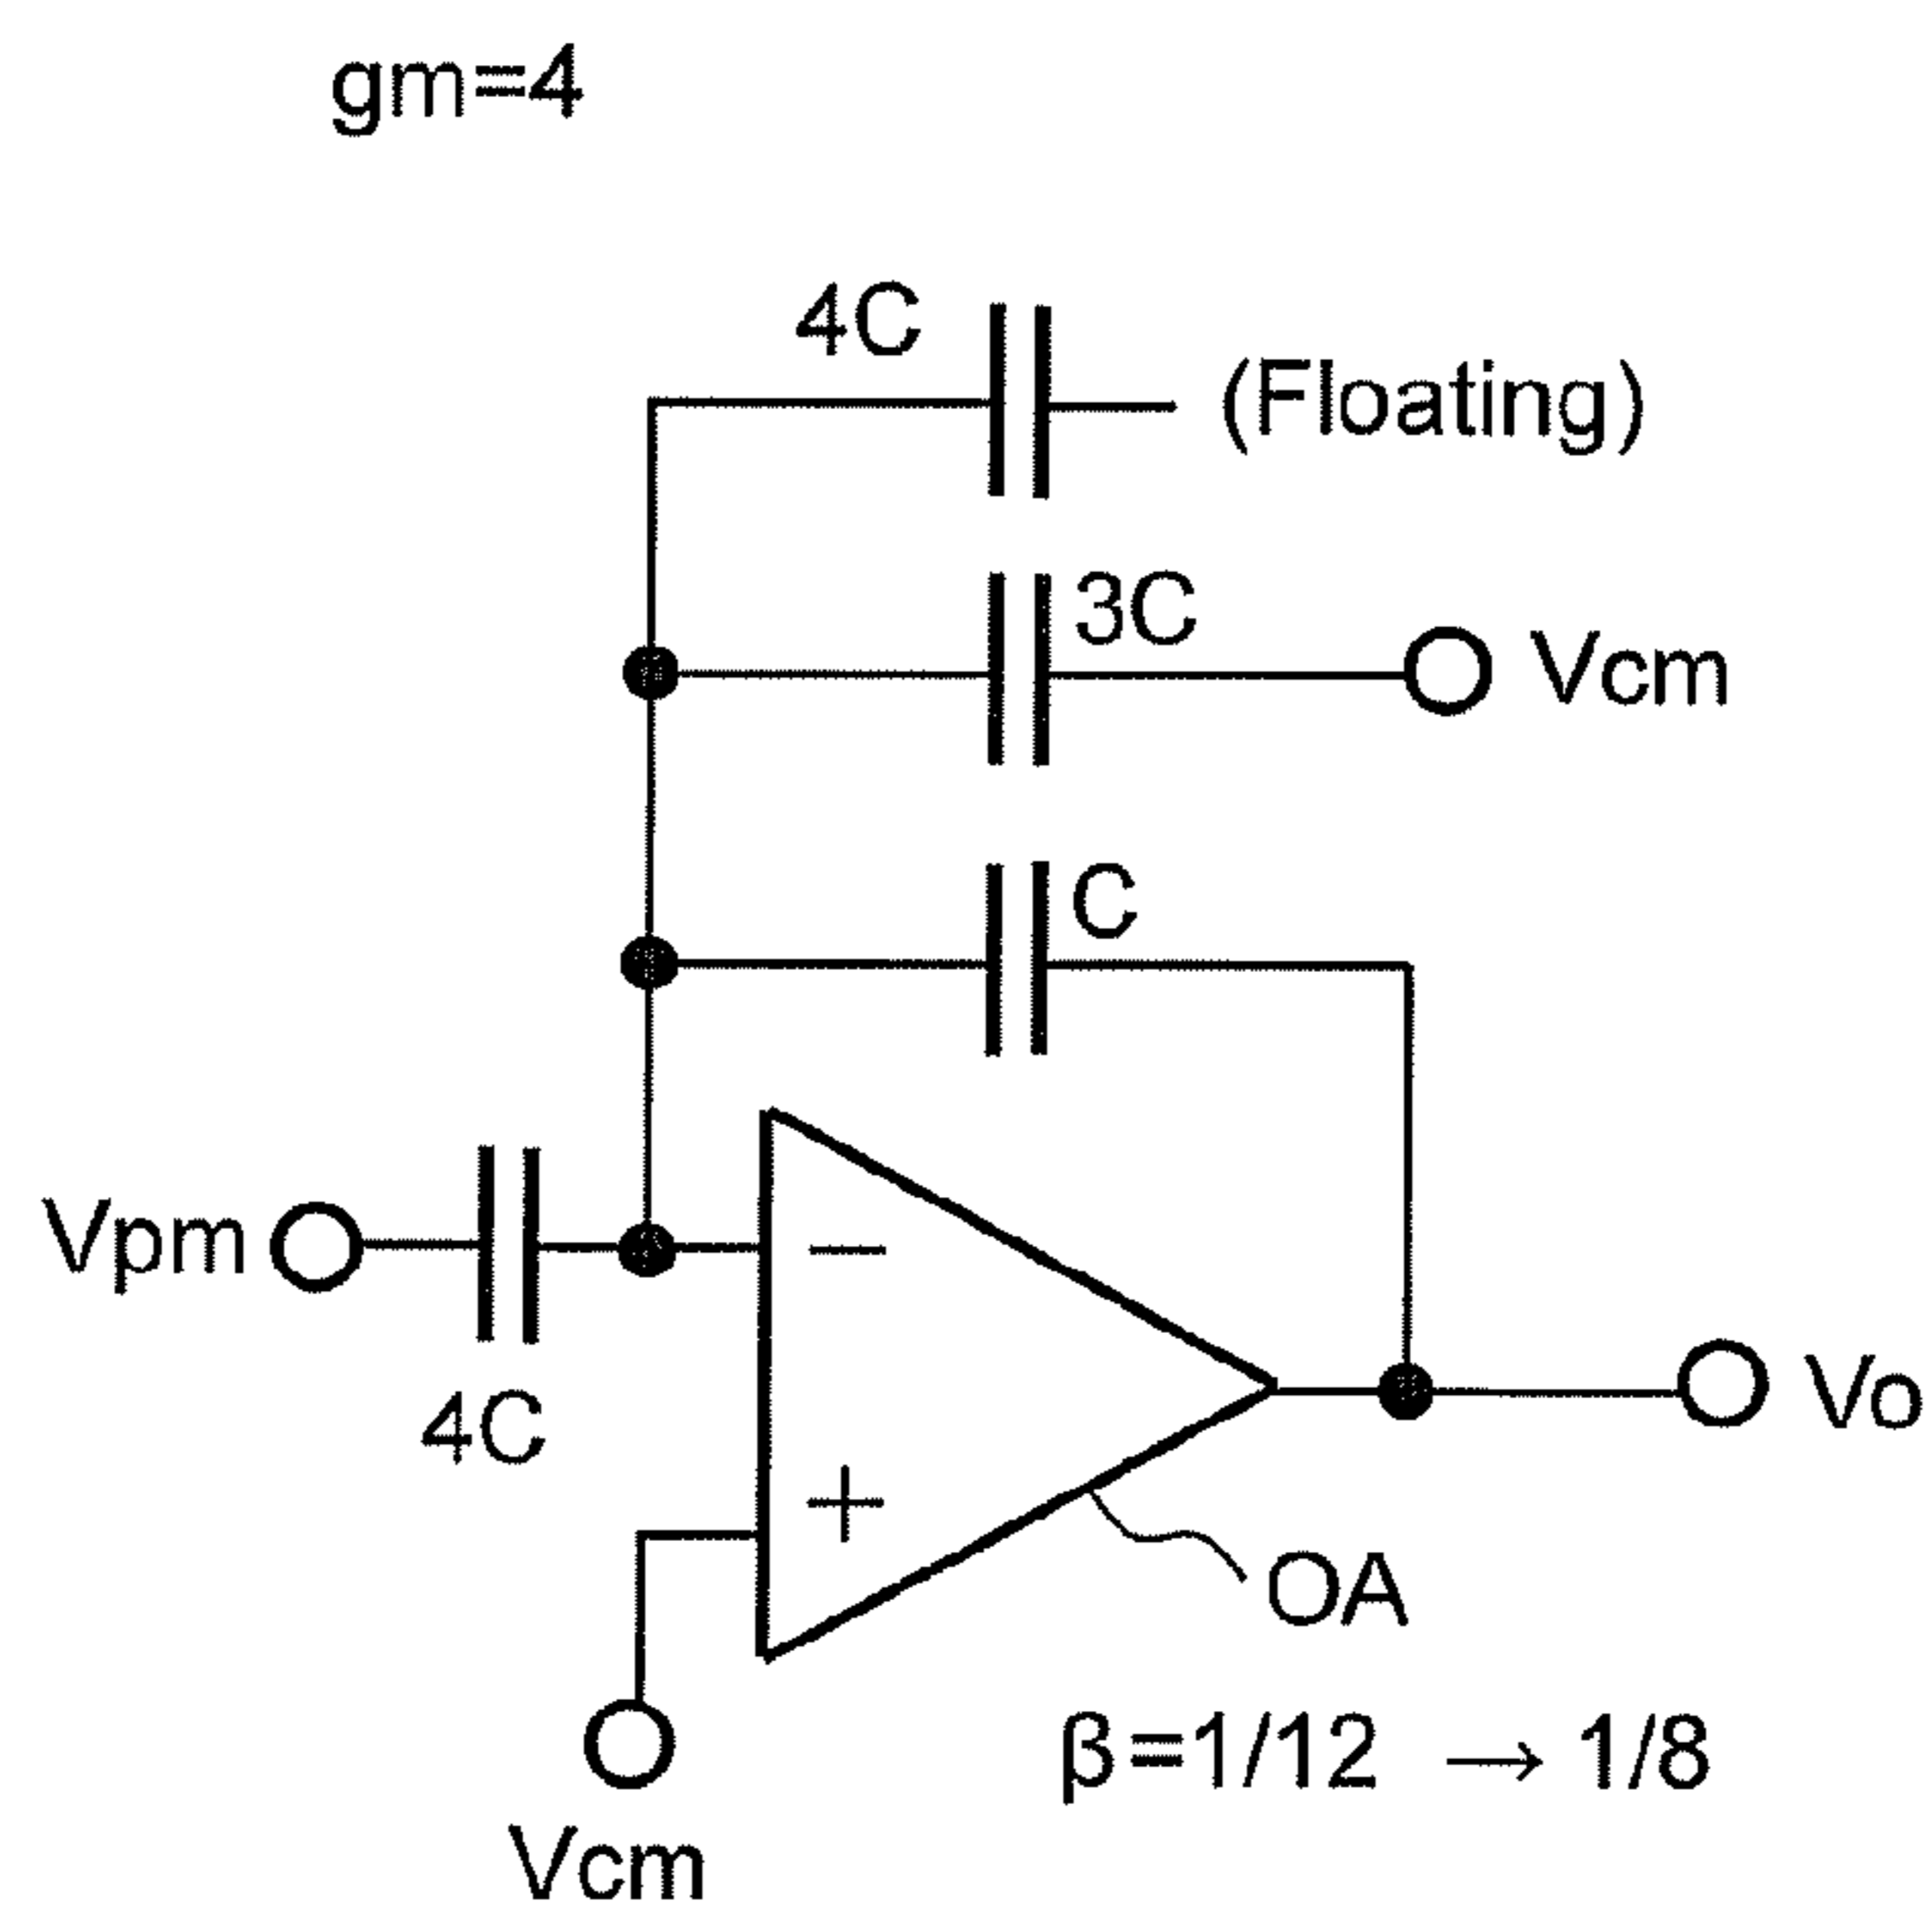 gm=4
4C
(Floating)
3C
Vcm
C
Vpm
4C
−
+
Vo
OA
β=1/12 → 1/8
Vcm